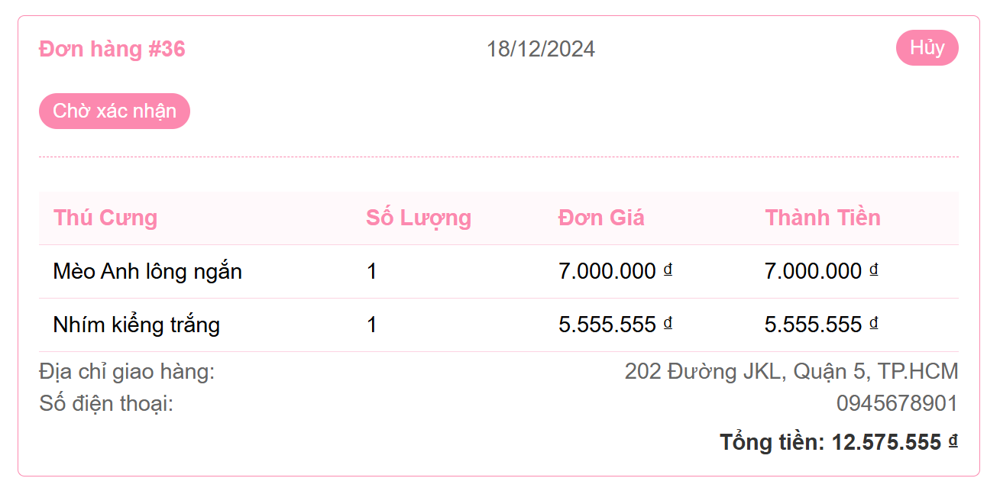 Đơn hàng #36 18/12/2024 Hủy
Chờ xác nhận
Thú Cưng Số Lượng Đơn Giá Thành Tiền
Mèo Anh lông ngắn 1 7.000.000 ₫ 7.000.000 ₫
Nhím kiểng trắng 1 5.555.555 ₫ 5.555.555 ₫
Địa chỉ giao hàng: 202 Đường JKL, Quận 5, TP.HCM
Số điện thoại: 0945678901
Tổng tiền: 12.575.555 ₫